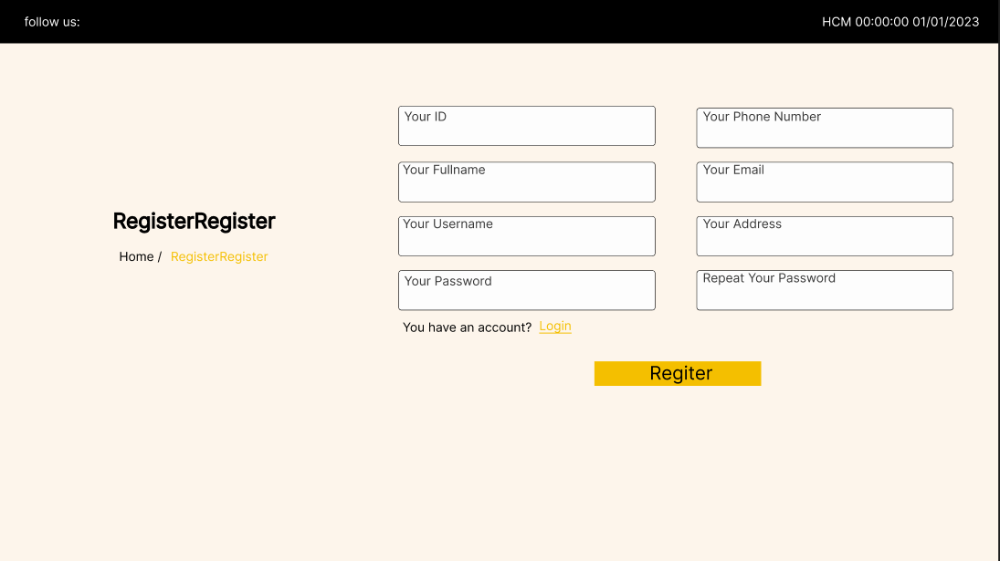 follow us:
HCM 00:00:00 01/01/2023
RegisterRegister
Home / RegisterRegister
Your ID
Your Phone Number
Your Fullname
Your Email
Your Username
Your Address
Your Password
Repeat Your Password
You have an account? Login
Regiter